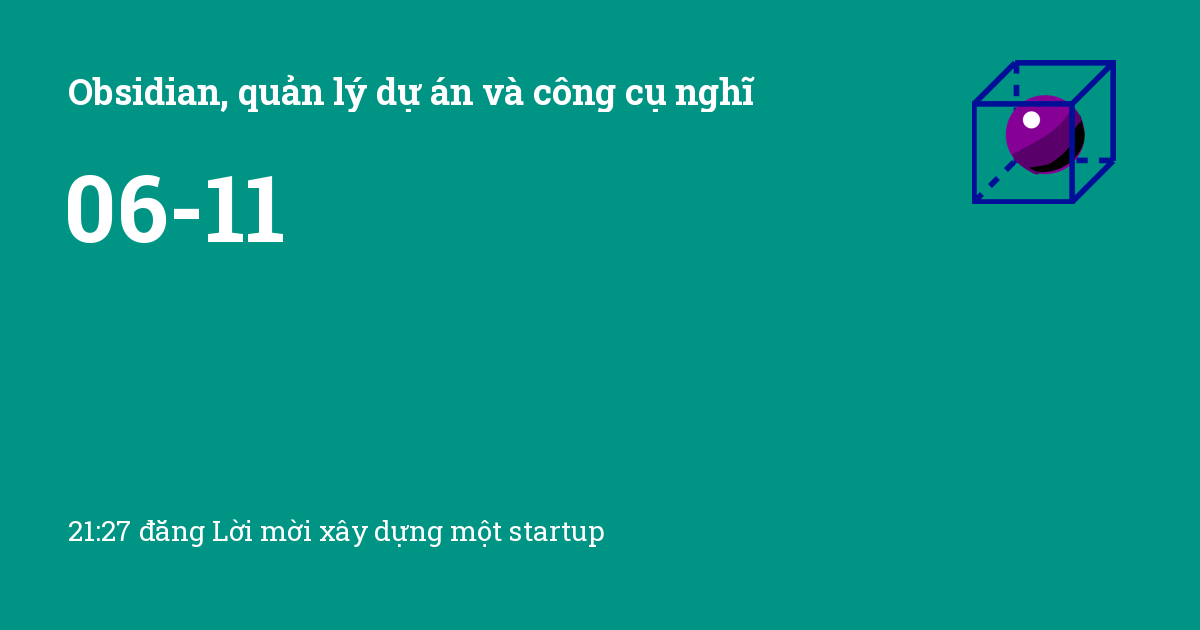 Obsidian, quản lý dự án và công cụ nghĩ
06-11
21:27 đăng Lời mời xây dựng một startup